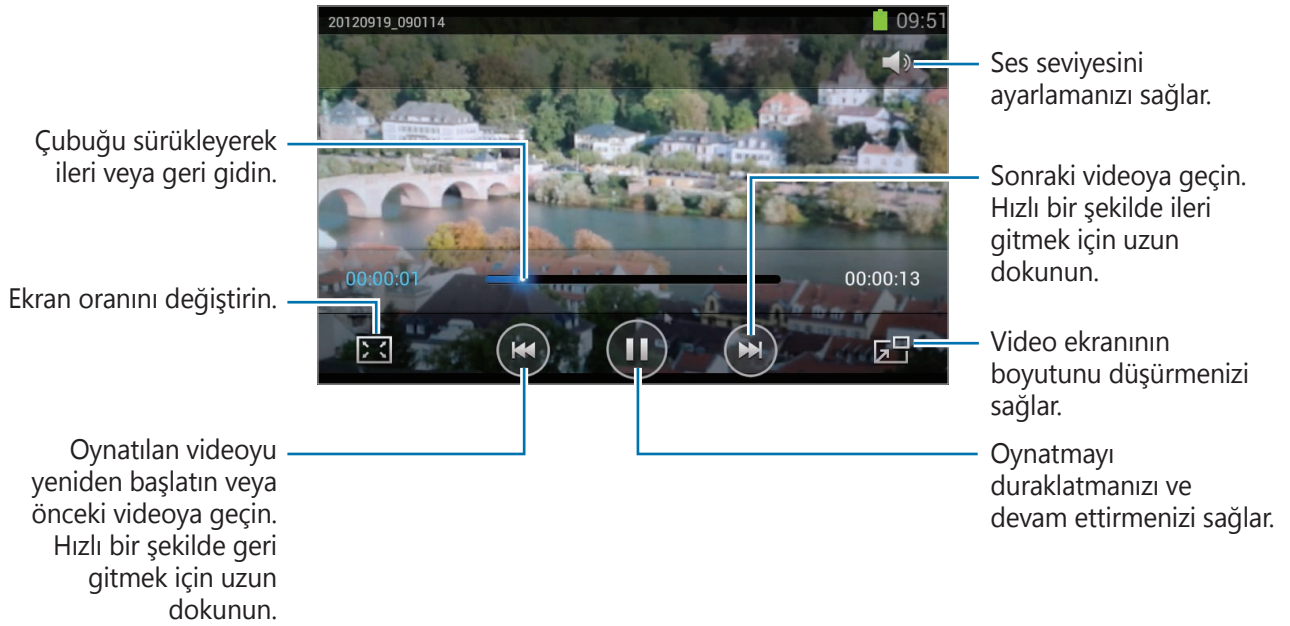 20120919_090114
09:51
Ses seviyesini
ayarlamanızı sağlar.
Çubuğu sürükleyerek
ileri veya geri gidin.
Sonraki videoya geçin.
Hızlı bir şekilde ileri
gitmek için uzun
dokunun.
00:00:01
00:00:13
Ekran oranını değiştirin.
Video ekranının
boyutunu düşürmenizi
sağlar.
Oynatılan videoyu
yeniden başlatın veya
önceki videoya geçin.
Hızlı bir şekilde geri
gitmek için uzun
dokunun.
Oynatmayı
duraklatmanızı ve
devam ettirmenizi sağlar.